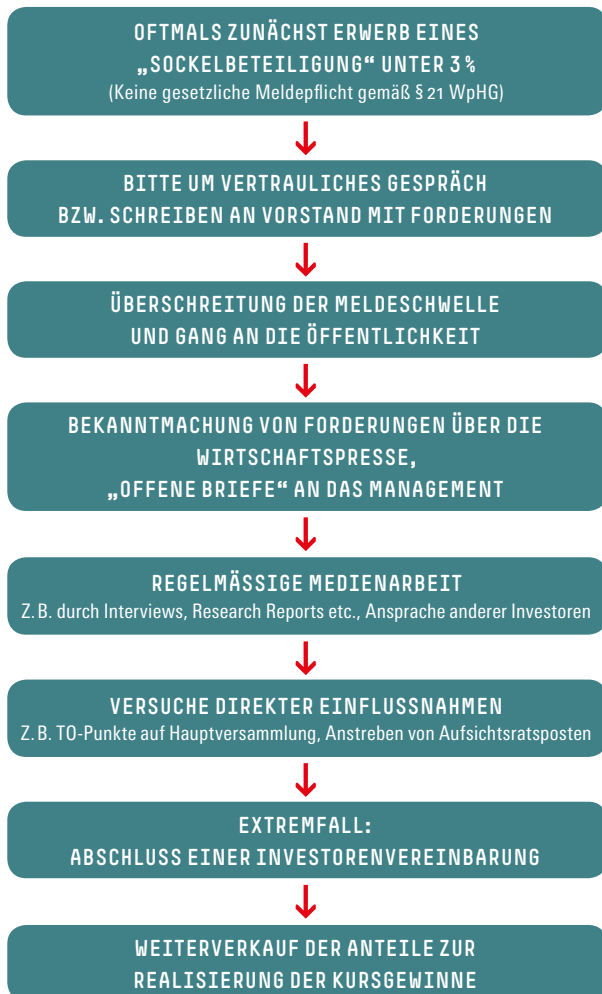 OFTMALS ZUNÄCHST ERWERB EINES
„SOCKELBETEILIGUNG“ UNTER 3 %
(Keine gesetzliche Meldepflicht gemäß § 21 WpHG)
BITTE UM VERTRAULICHES GESPRÄCH
BZW. SCHREIBEN AN VORSTAND MIT FORDERUNGEN
ÜBERSCHREITUNG DER MELDESCHWELLE
UND GANG AN DIE ÖFFENTLICHKEIT
BEKANNTMACHUNG VON FORDERUNGEN ÜBER DIE
WIRTSCHAFTSPRESSE,
„OFFENE BRIEFE“ AN DAS MANAGEMENT
REGELMÄSSIGE MEDIENARBEIT
Z. B. durch Interviews, Research Reports etc., Ansprache anderer Investoren
VERSUCHE DIREKTER EINFLUSSNAHMEN
Z. B. TO-Punkte auf Hauptversammlung, Anstreben von Aufsichtsratsposten
EXTREMFALL:
ABSCHLUSS EINER INVESTORENVEREINBARUNG
WEITERVERKAUF DER ANTEILE ZUR
REALISIERUNG DER KURSGEWINNE